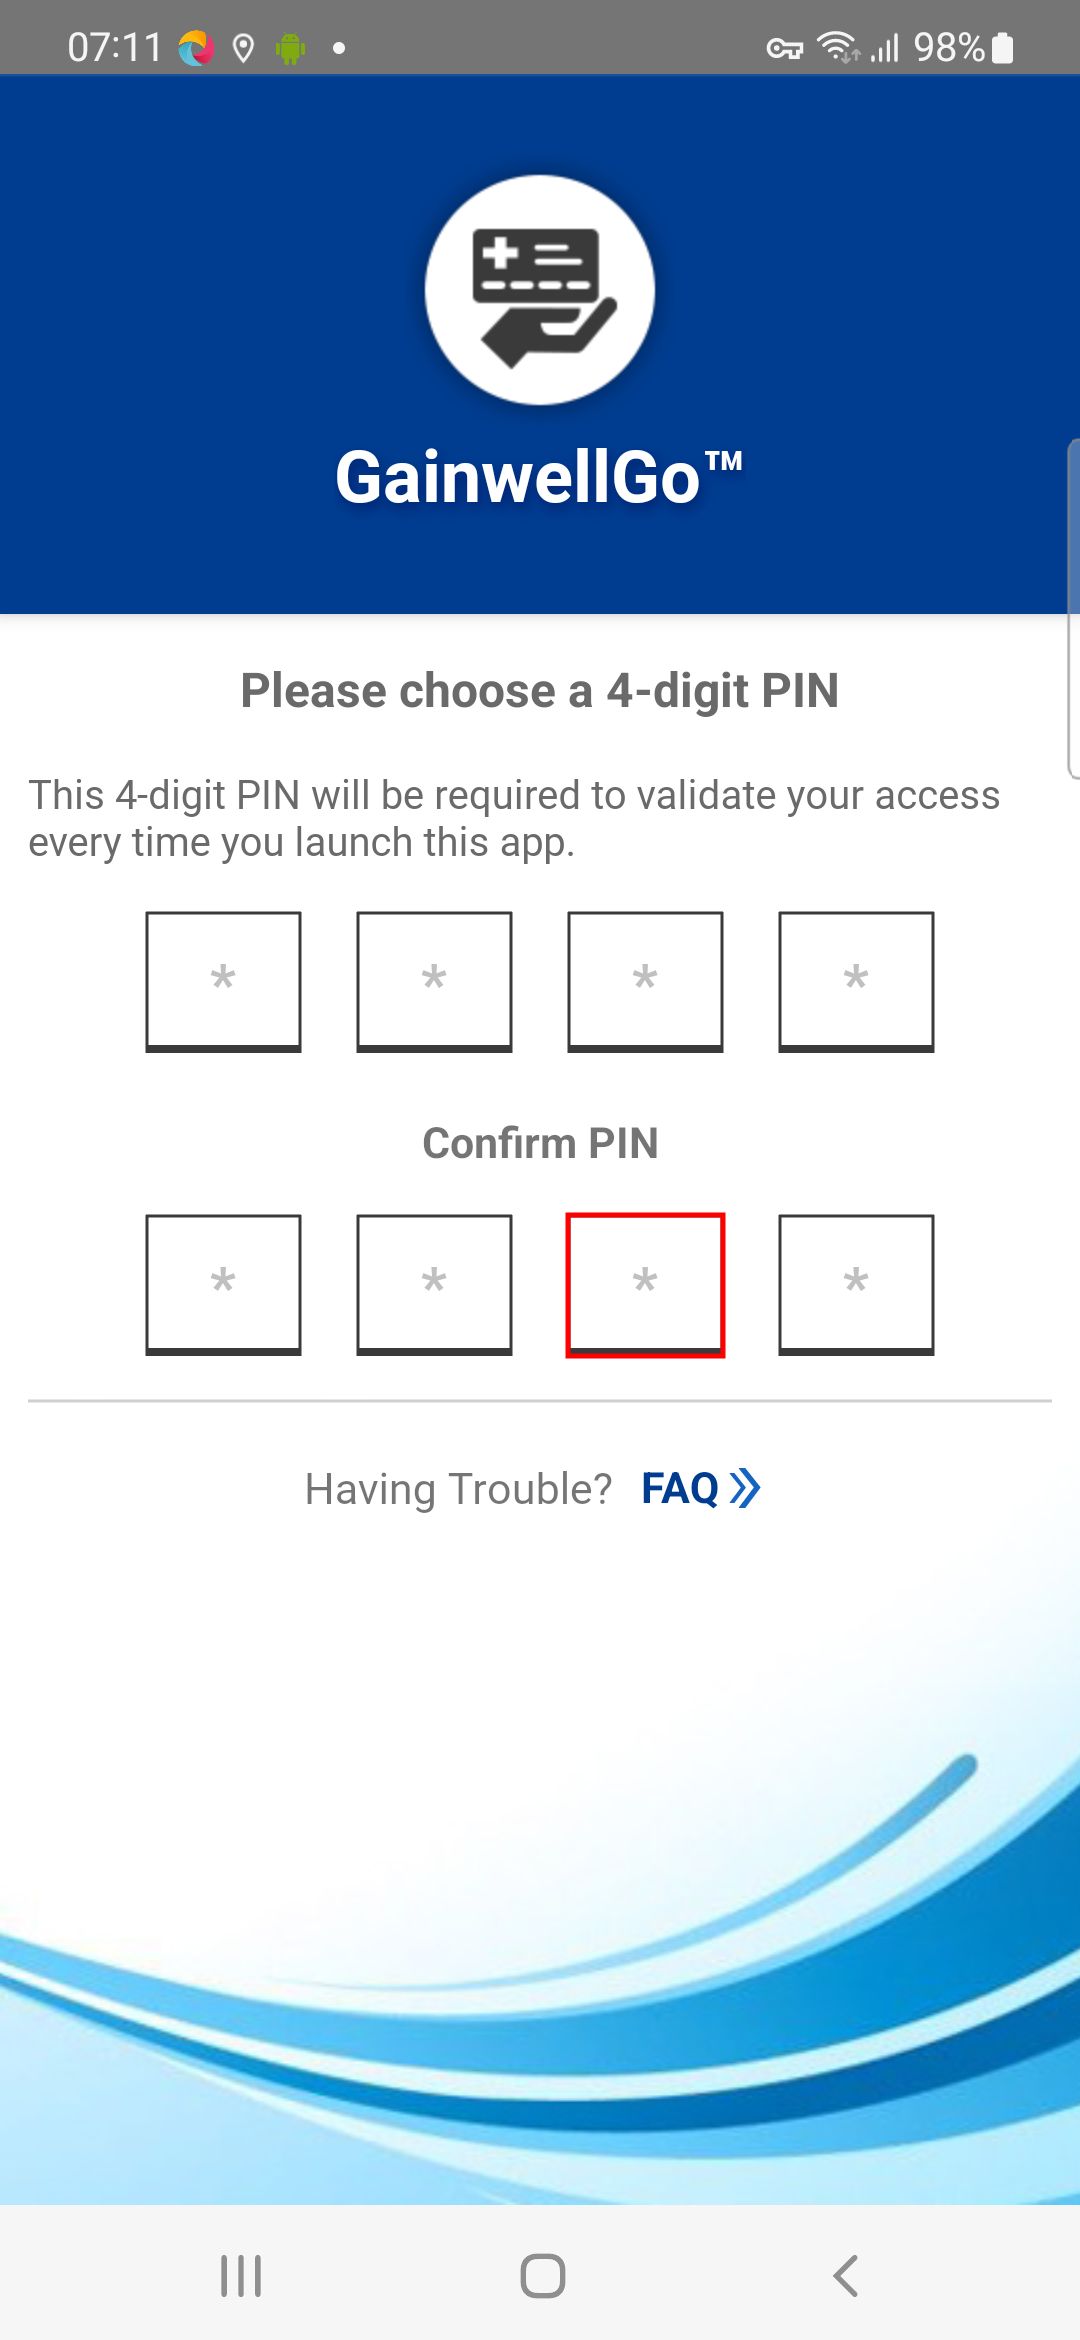 07:11
98%
GainwellGo™
Please choose a 4-digit PIN
This 4-digit PIN will be required to validate your access
every time you launch this app.
* * * *
Confirm PIN
* * * *
Having Trouble? FAQ